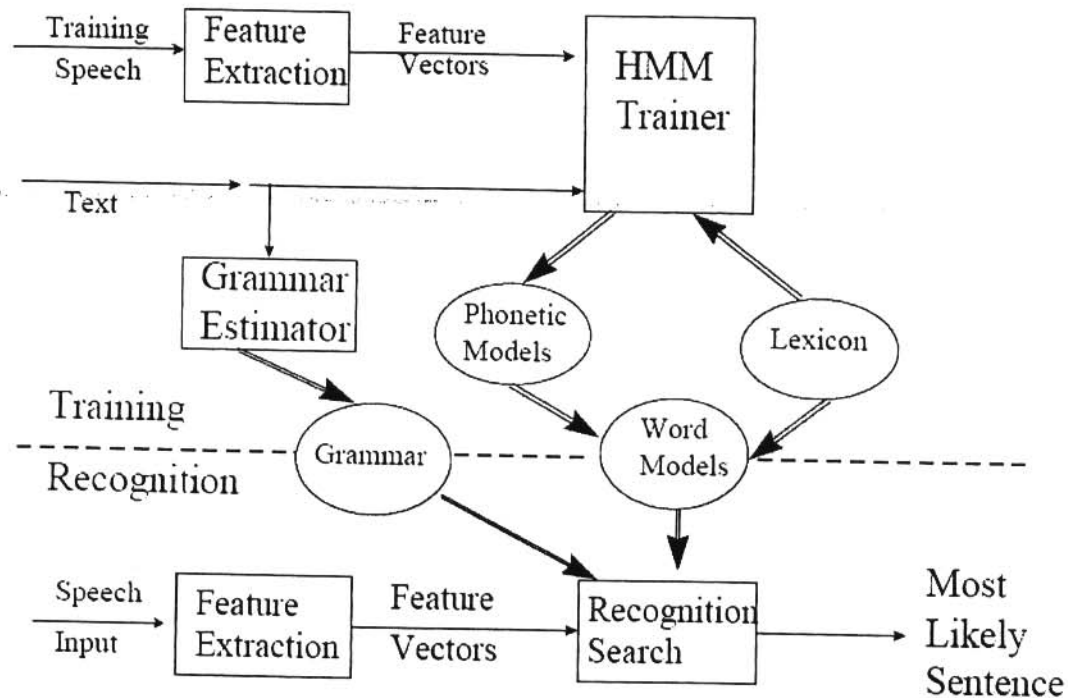 Training
Speech
Feature
Extraction
Feature
Vectors
HMM
Trainer
Text
Grammar
Estimator
Phonetic
Models
Lexicon
Training
Grammar
Word
Models
Recognition
Speech
Input
Feature
Extraction
Feature
Vectors
Recognition
Search
Most
Likely
Sentence